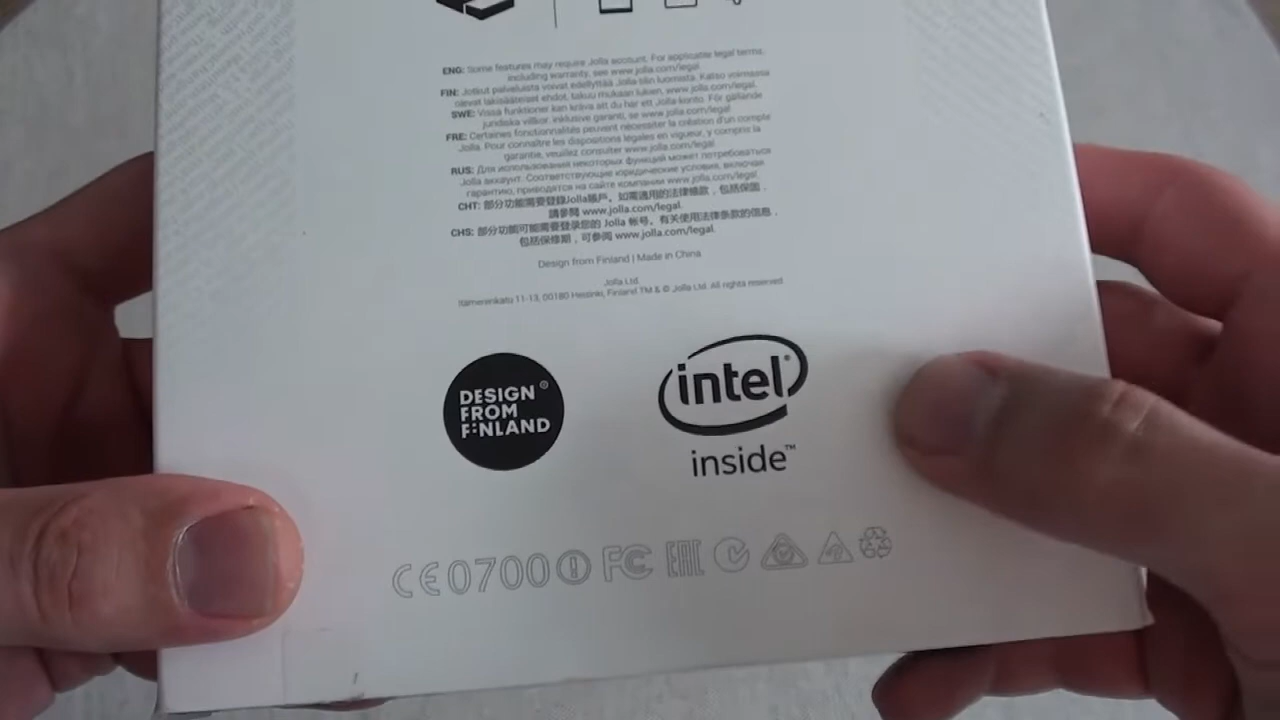 ENG: Some features may require Jolla account. For applicable legal terms,
including warranty, see www.jolla.com/legal.
FIN: Jotkut palveluista voivat edellyttää Jolla tilin luomista. Katso voimassa
olevat lakisääteiset ehdot, takuu mukaan lukien, www.jolla.com/legal.
SWE: Vissa funktioner kan kräva att du har ett Jolla-konto. För gällande
juridiska villkor, inklusive garanti, se www.jolla.com/legal.
FRE: Certaines fonctionnalités peuvent nécessiter la création d'un compte
Jolla. Pour connaître les dispositions légales en vigueur, y compris la
garantie, veuillez consulter www.jolla.com/legal.
RUS: Для использования некоторых функций может потребоваться
Jolla аккаунт. Соответствующие юридические условия, включая
гарантию, приводятся на сайте компании www.jolla.com/legal.
CHT: 部分功能需要登錄Jolla賬戶。如需適用的法律條款，包括保固，
請參閱 www.jolla.com/legal.
CHS: 部分功能可能需要登录您的 Jolla 帐号。有关使用法律条款的信息，
包括保修期，可参阅 www.jolla.com/legal.
Design from Finland | Made in China
Jolla Ltd.
Itämerenkatu 11-13, 00180 Helsinki, Finland TM & © Jolla Ltd. All rights reserved
DESIGN®
FROM
FINLAND
intel®
inside™
CE0700 FC EAC